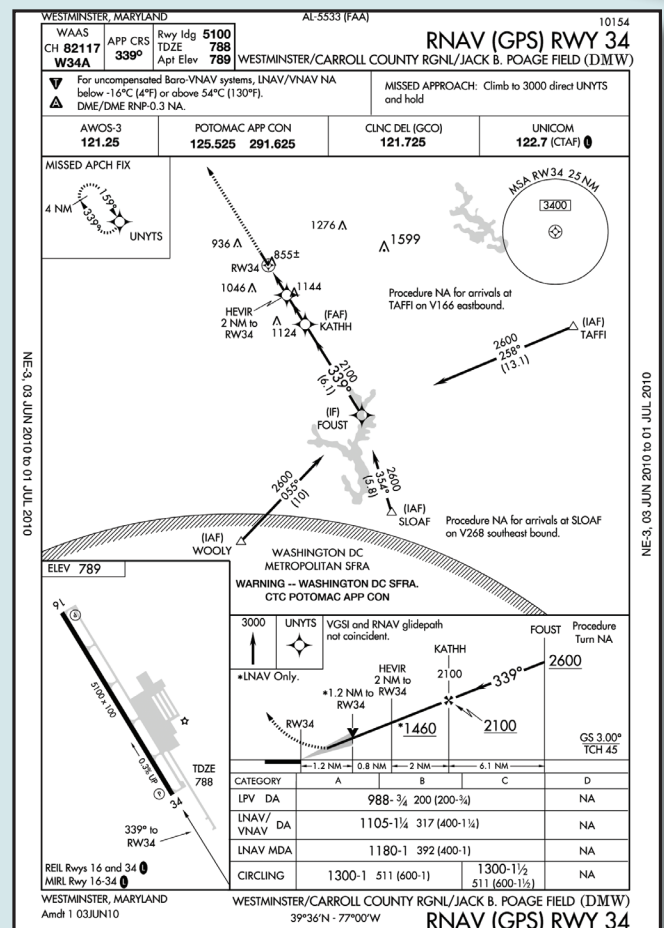 WESTMINSTER, MARYLAND
AL-5533 (FAA)
10154
WAAS
CH 82117
W34A
APP CRS
339°
Rwy ldg 5100
TDZE 788
Apt Elev 789
RNAV (GPS) RWY 34
WESTMINSTER/CARROLL COUNTY RGNL/JACK B. POAGE FIELD (DMW)
T
A
For uncompensated Baro-VNAV systems, LNAV/VNAV NA
below -16°C (4°F) or above 54°C (130°F).
DME/DME RNP-0.3 NA.
MISSED APPROACH: Climb to 3000 direct UNYTS
and hold
AWOS-3
121.25
POTOMAC APP CON
125.525 291.625
CLNC DEL (GCO)
121.725
UNICOM
122.7 (CTAF) L
MISSED APCH FIX
4 NM
159°
339°
UNYTS
MSA RW34 25 NM
3400
1276
1599
936
855±
RW34
1046
1144
HEVIR
2 NM to
RW34
1124
(FAF)
KATHH
Procedure NA for arrivals at
TAFFI on V166 eastbound.
(IAF)
TAFFI
2600
258°
(13.1)
2100
339°
(6.1)
(IF)
FOUST
2600
055°
(10)
2600
354°
(5.8)
(IAF)
SLOAF
Procedure NA for arrivals at SLOAF
on V268 southeast bound.
(IAF)
WOOLY
WASHINGTON DC
METROPOLITAN SFRA
WARNING -- WASHINGTON DC SFRA.
CTC POTOMAC APP CON
NE-3, 03 JUN 2010 to 01 JUL 2010
NE-3, 03 JUN 2010 to 01 JUL 2010
ELEV 789
16
P
5100 x 100
0.3% UP
TDZE
788
P
34
339° to
RW34
REIL Rwys 16 and 34 L
MIRL Rwy 16-34 L
3000
UNYTS
VGSI and RNAV glidepath
not coincident.
FOUST
Procedure
Turn NA
*LNAV Only.
KATHH
2100
HEVIR
2 NM to
RW34
*1.2 NM to
RW34
RW34
339°
2600
*1460
2100
GS 3.00°
TCH 45
1.2 NM
0.8 NM
2 NM
6.1 NM
CATEGORY A B C D
LPV DA 988-¾ 200 (200-¾) NA
LNAV/
VNAV DA 1105-1¼ 317 (400-1¼) NA
LNAV MDA 1180-1 392 (400-1) NA
CIRCLING 1300-1 511 (600-1) 1300-1½
511 (600-1½) NA
WESTMINSTER, MARYLAND
Amdt 1 03JUN10
39°36'N - 77°00'W
WESTMINSTER/CARROLL COUNTY RGNL/JACK B. POAGE FIELD (DMW)
RNAV (GPS) RWY 34